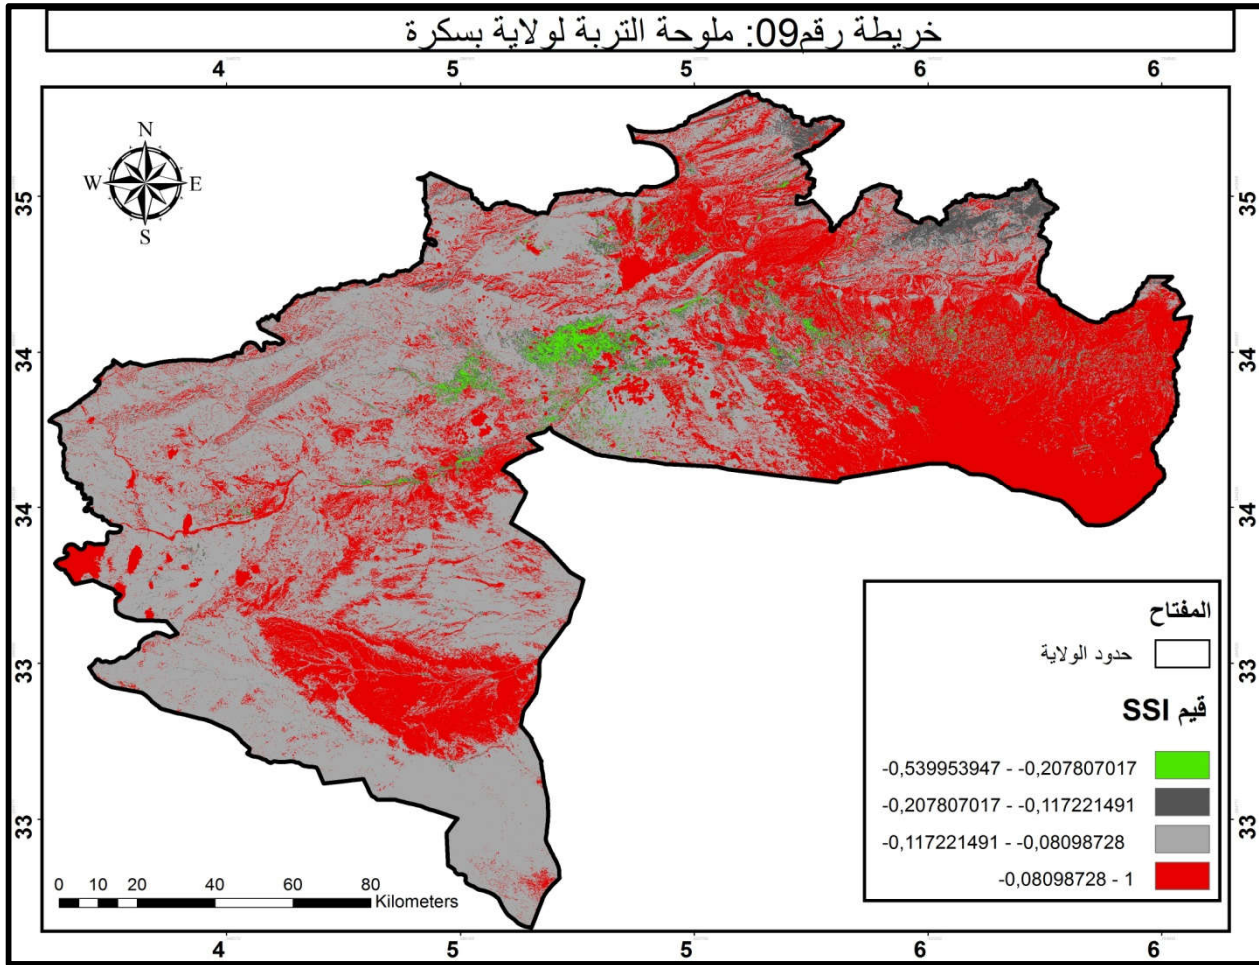 خريطة رقم09: ملوحة التربة لولاية بسكرة
4 5 5 6 6
N
W E
S
35 35
34 34
34 34
33 33
33 33
المفتاح
حدود الولاية
قيم SSI
-0,539953947 - -0,207807017
-0,207807017 - -0,117221491
-0,117221491 - -0,08098728
-0,08098728 - 1
0 10 20 40 60 80
Kilometers
4 5 5 6 6